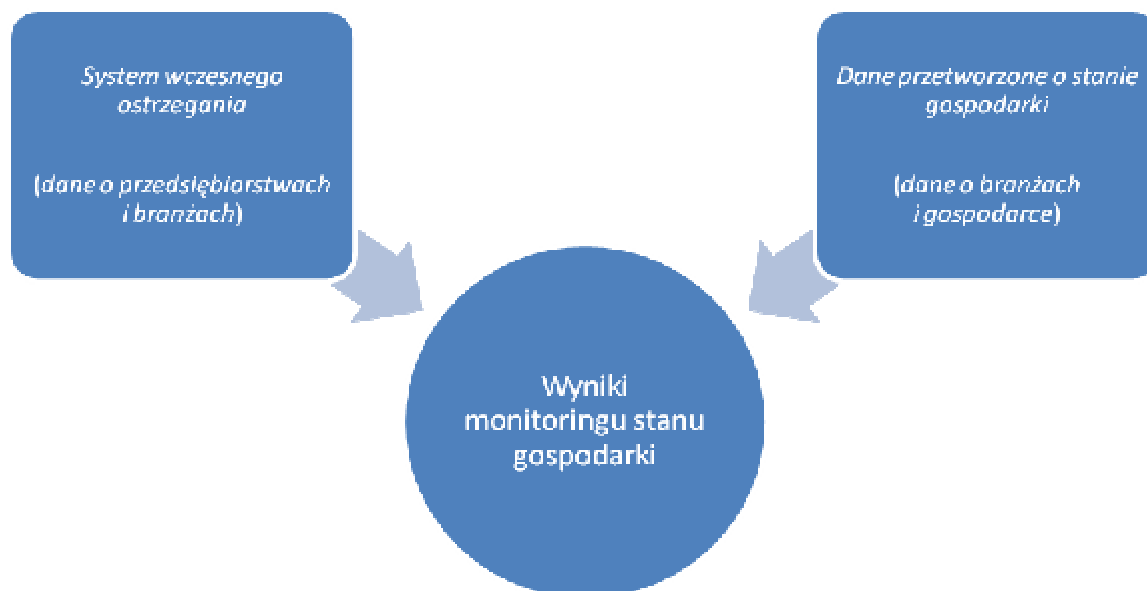 System wczesnego
ostrzegania
(dane o przedsiębiorstwach
i branżach)
Dane przetworzone o stanie
gospodarki
(dane o branżach
i gospodarce)
Wyniki
monitoringu stanu
gospodarki